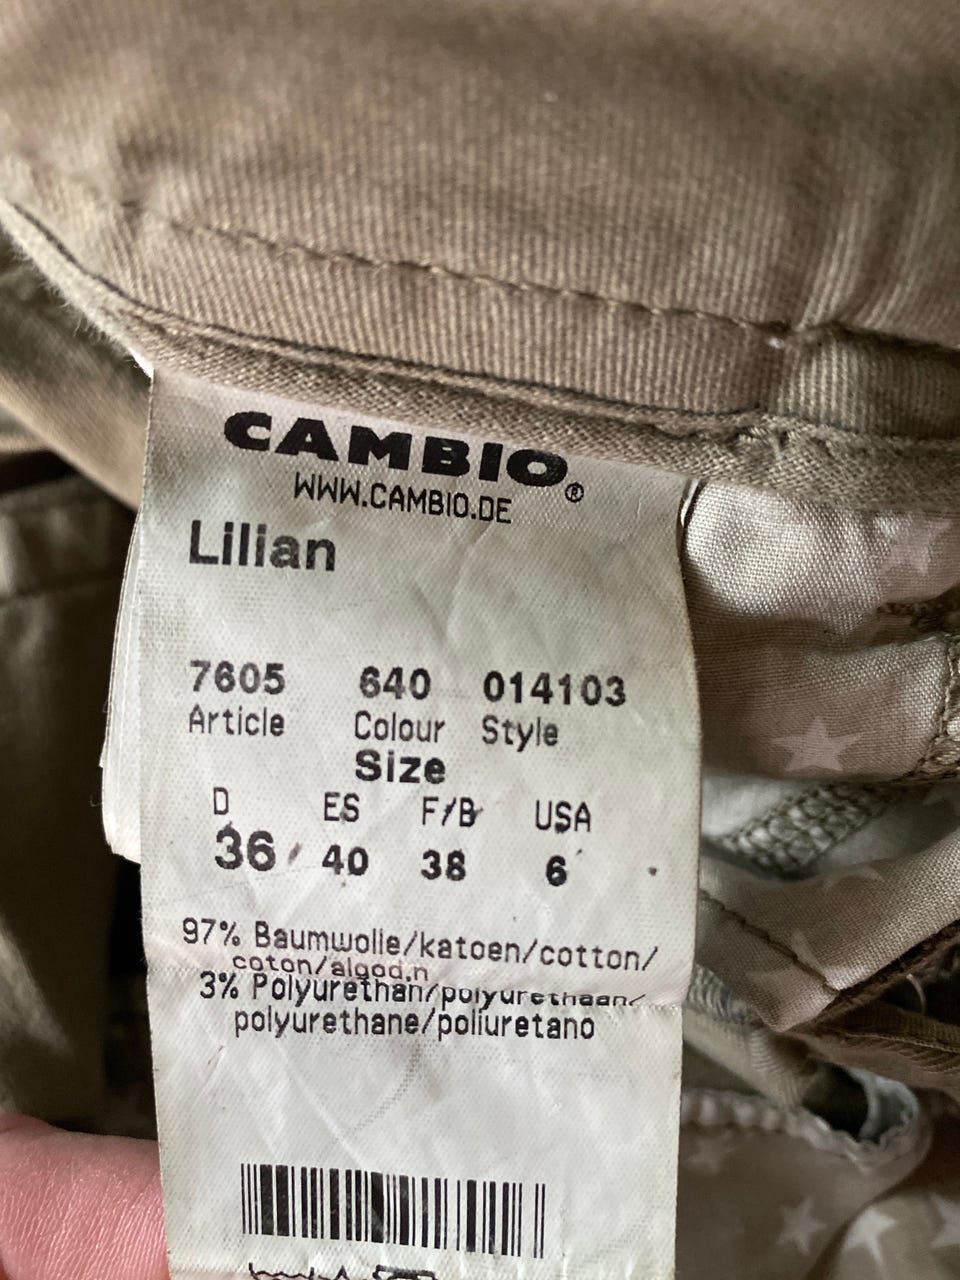 CAMBIO®
WWW.CAMBIO.DE
Lilian
7605 640 014103
Article Colour Style
Size
D ES F/B USA
36 40 38 6
97% Baumwolle/katoen/cotton/
coton/algod.n
3% Polyurethan/polyurethaan/
polyurethane/poliuretano